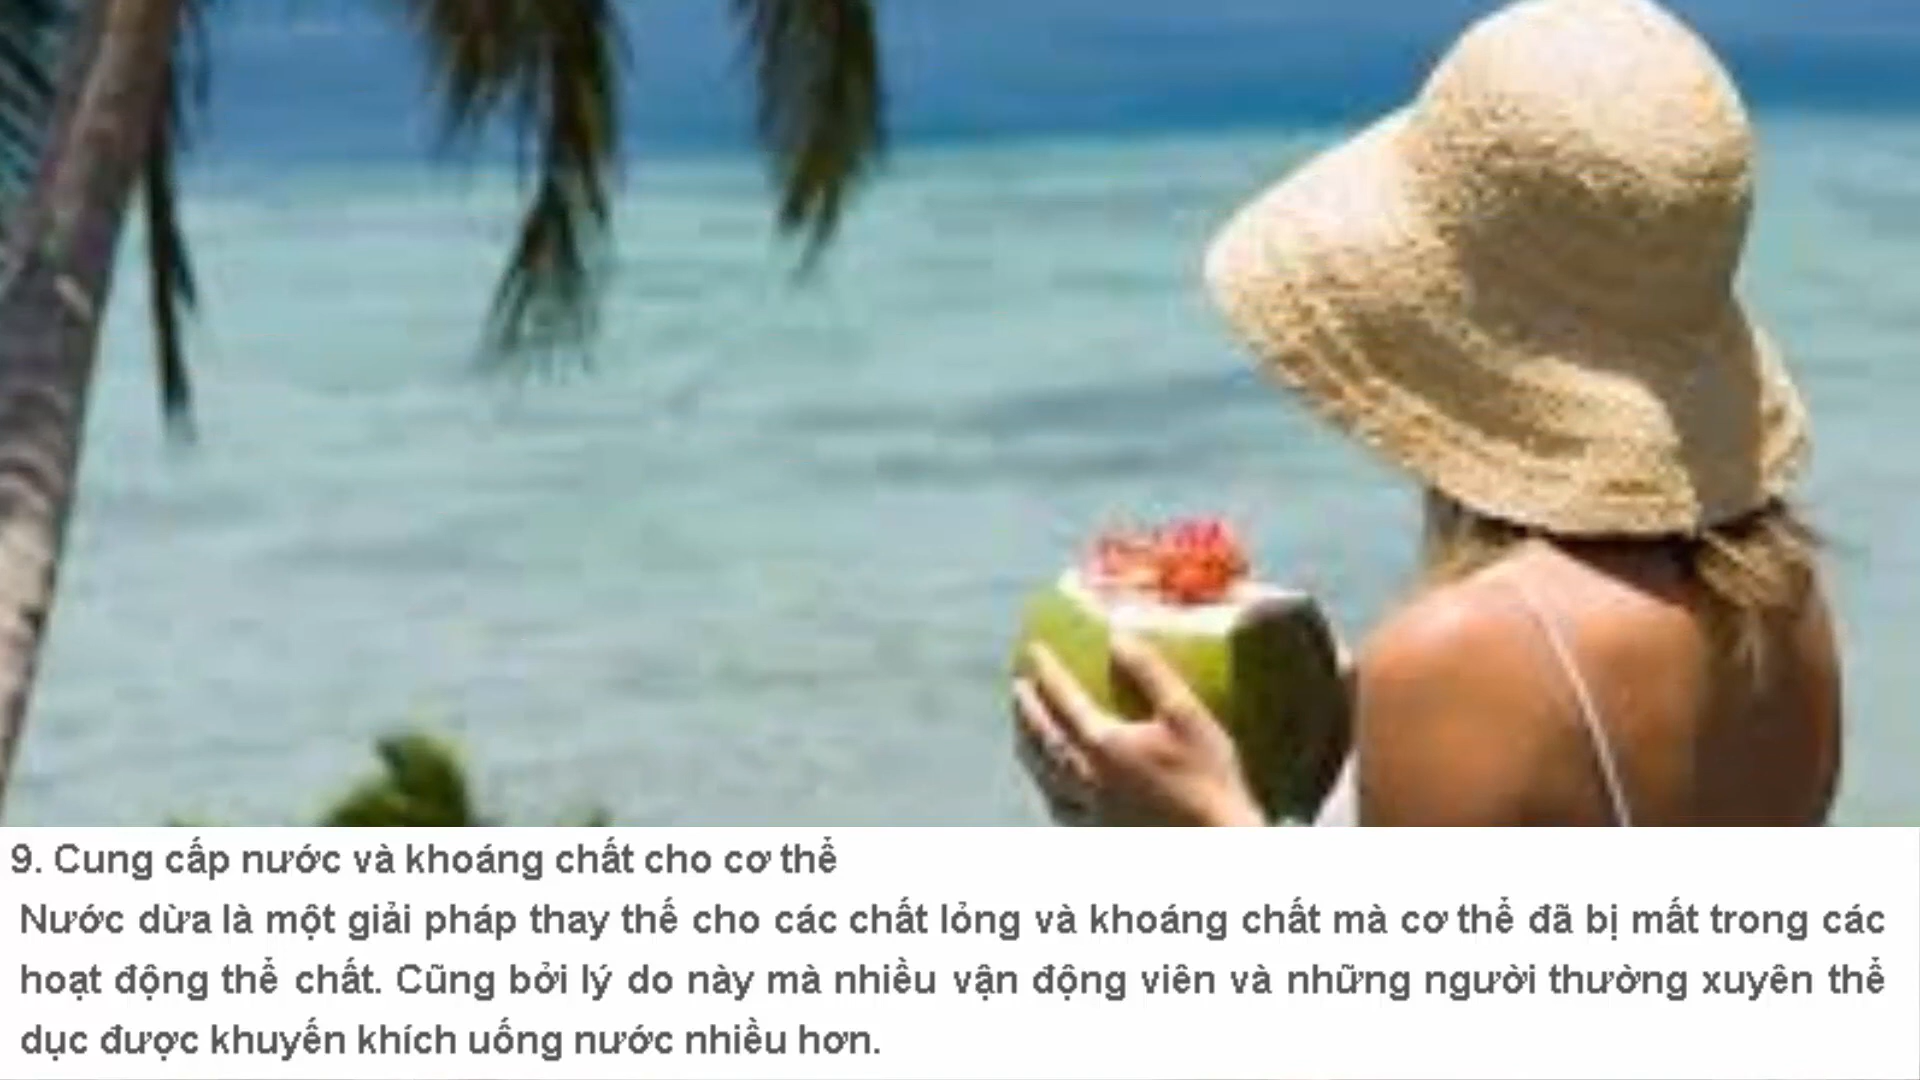 9. Cung cấp nước và khoáng chất cho cơ thể
Nước dừa là một giải pháp thay thế cho các chất lỏng và khoáng chất mà cơ thể đã bị mất trong các
hoạt động thể chất. Cũng bởi lý do này mà nhiều vận động viên và những người thường xuyên thể
dục được khuyến khích uống nước nhiều hơn.